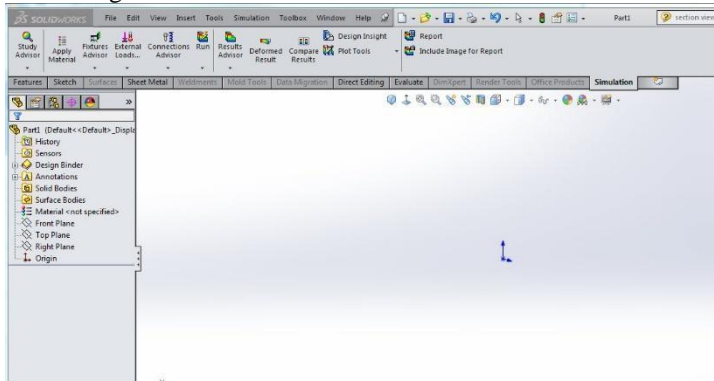 SOLIDWORKS File Edit View Insert Tools Simulation Toolbox Window Help Part1 section view
Study Advisor
Apply Material
Fixtures Advisor
External Loads...
Connections Advisor
Run
Results Advisor
Deformed Result
Compare Results
Design Insight
Plot Tools
Report
Include Image for Report
Features Sketch Surfaces Sheet Metal Weldments Mold Tools Data Migration Direct Editing Evaluate DimXpert Render Tools Office Products Simulation
Part1 (Default<<Default>_Displa
History
Sensors
Design Binder
Annotations
Solid Bodies
Surface Bodies
Material <not specified>
Front Plane
Top Plane
Right Plane
Origin